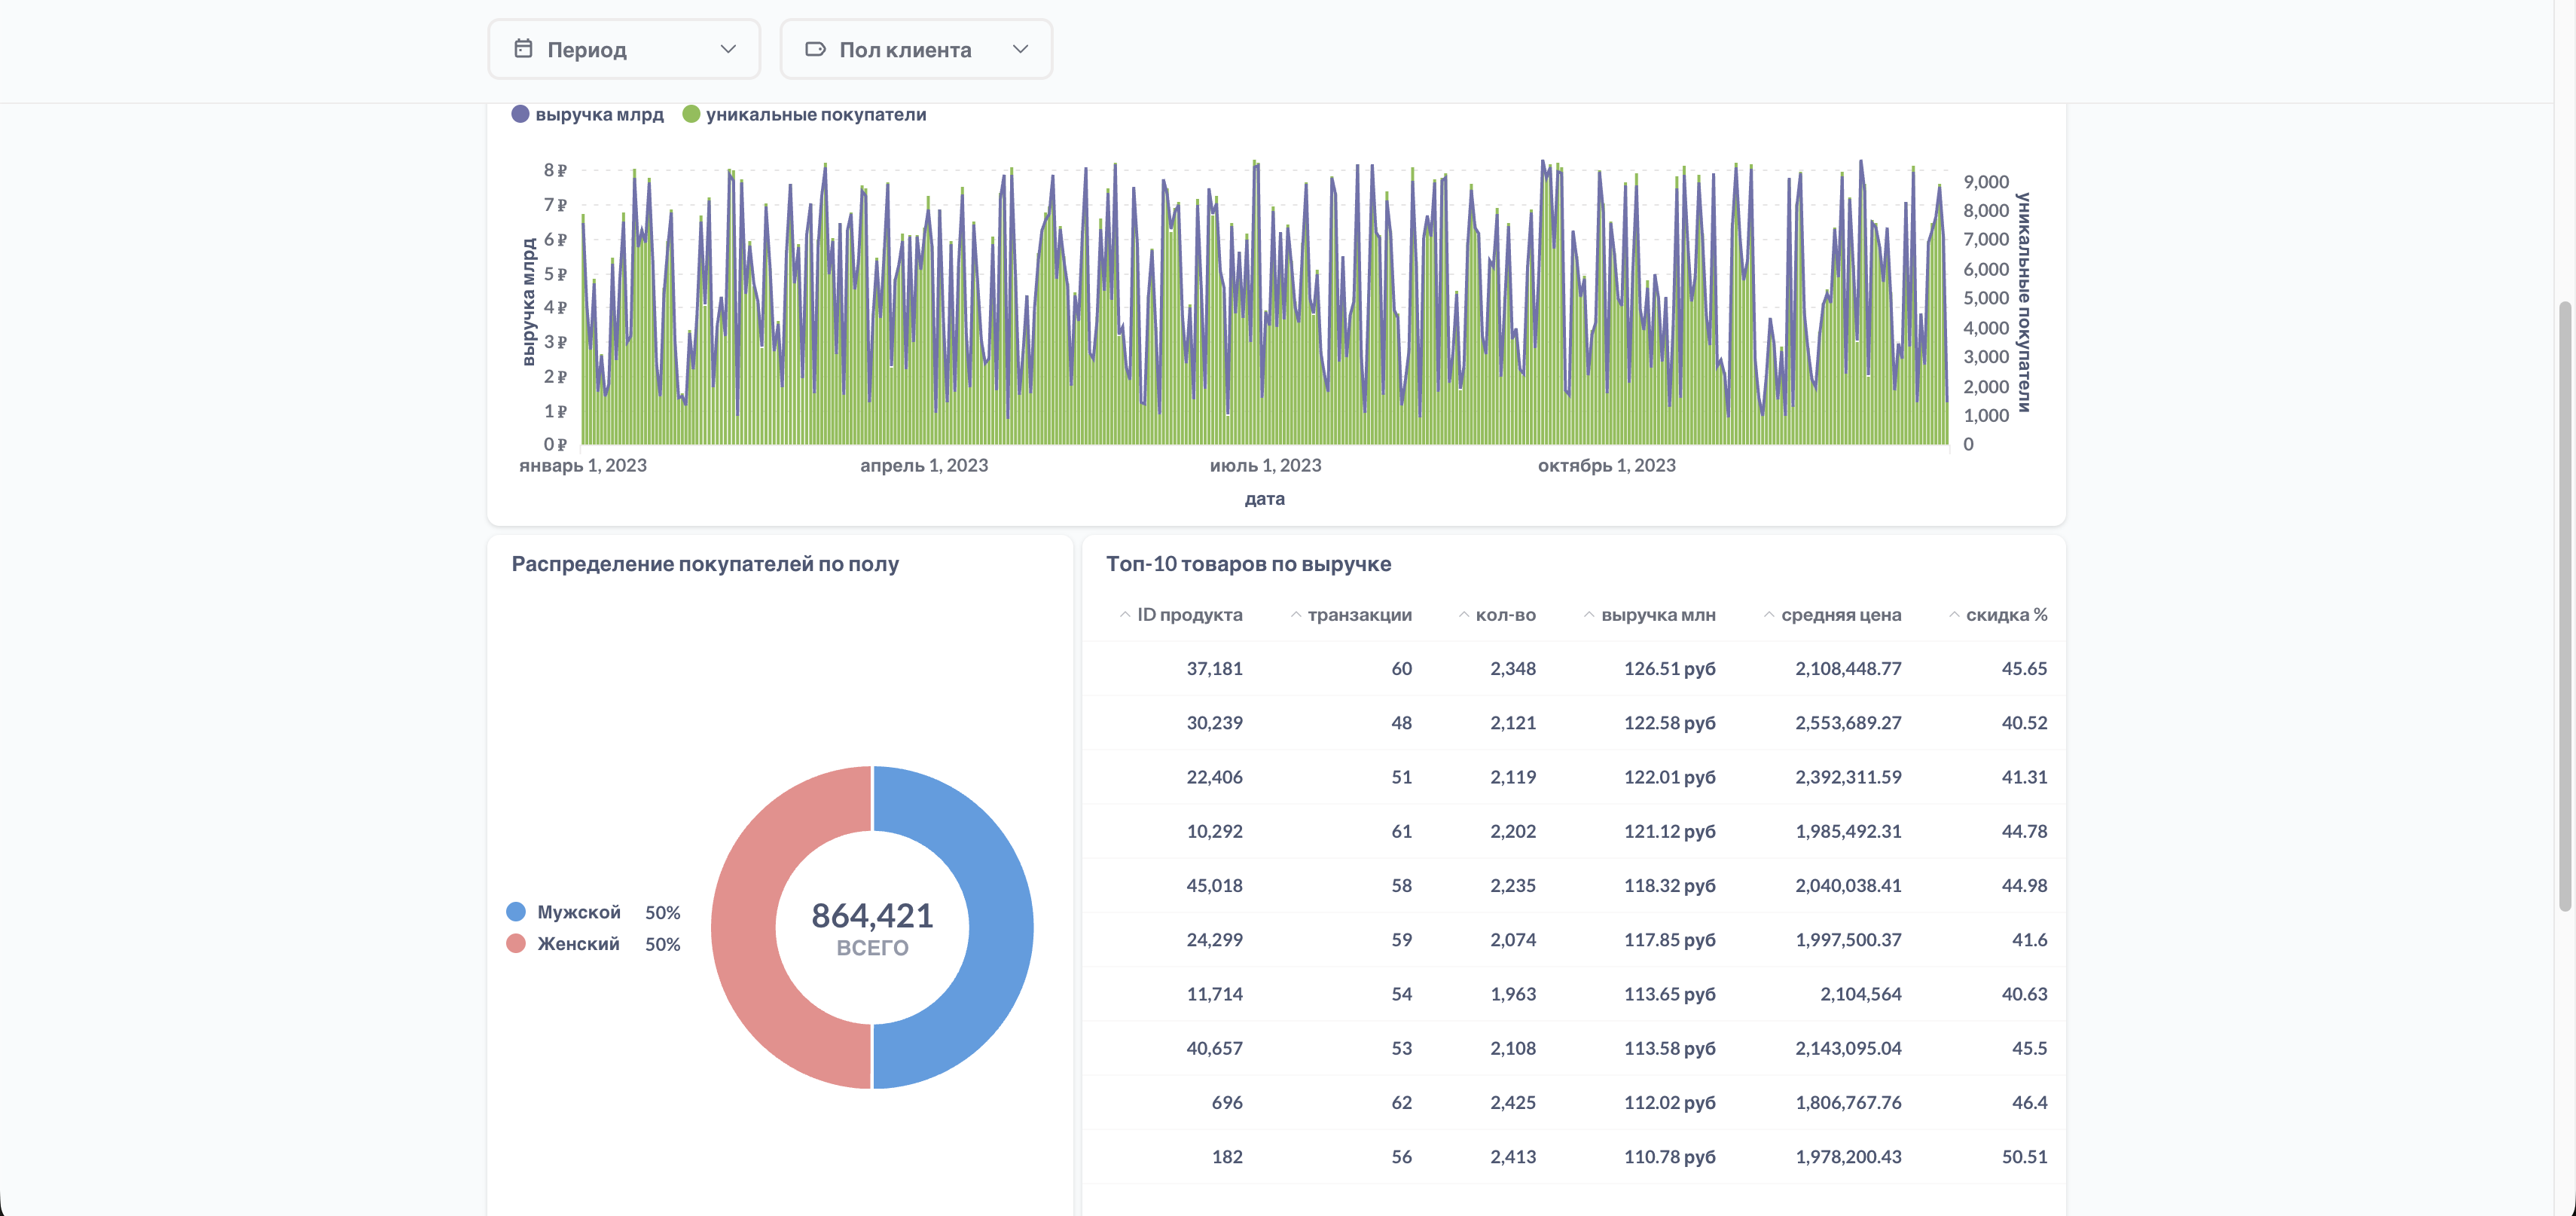 Период
Пол клиента
выручка млрд уникальные покупатели
8 ₽
7 ₽
6 ₽
5 ₽
4 ₽
3 ₽
2 ₽
1 ₽
0 ₽
выручка млрд
9,000
8,000
7,000
6,000
5,000
4,000
3,000
2,000
1,000
0
уникальные покупатели
январь 1, 2023 апрель 1, 2023 июль 1, 2023 октябрь 1, 2023
дата
Распределение покупателей по полу
Мужской 50%
Женский 50%
864,421
ВСЕГО
Топ-10 товаров по выручке
ID продукта транзакции кол-во выручка млн средняя цена скидка %
37,181 60 2,348 126.51 руб 2,108,448.77 45.65
30,239 48 2,121 122.58 руб 2,553,689.27 40.52
22,406 51 2,119 122.01 руб 2,392,311.59 41.31
10,292 61 2,202 121.12 руб 1,985,492.31 44.78
45,018 58 2,235 118.32 руб 2,040,038.41 44.98
24,299 59 2,074 117.85 руб 1,997,500.37 41.6
11,714 54 1,963 113.65 руб 2,104,564 40.63
40,657 53 2,108 113.58 руб 2,143,095.04 45.5
696 62 2,425 112.02 руб 1,806,767.76 46.4
182 56 2,413 110.78 руб 1,978,200.43 50.51